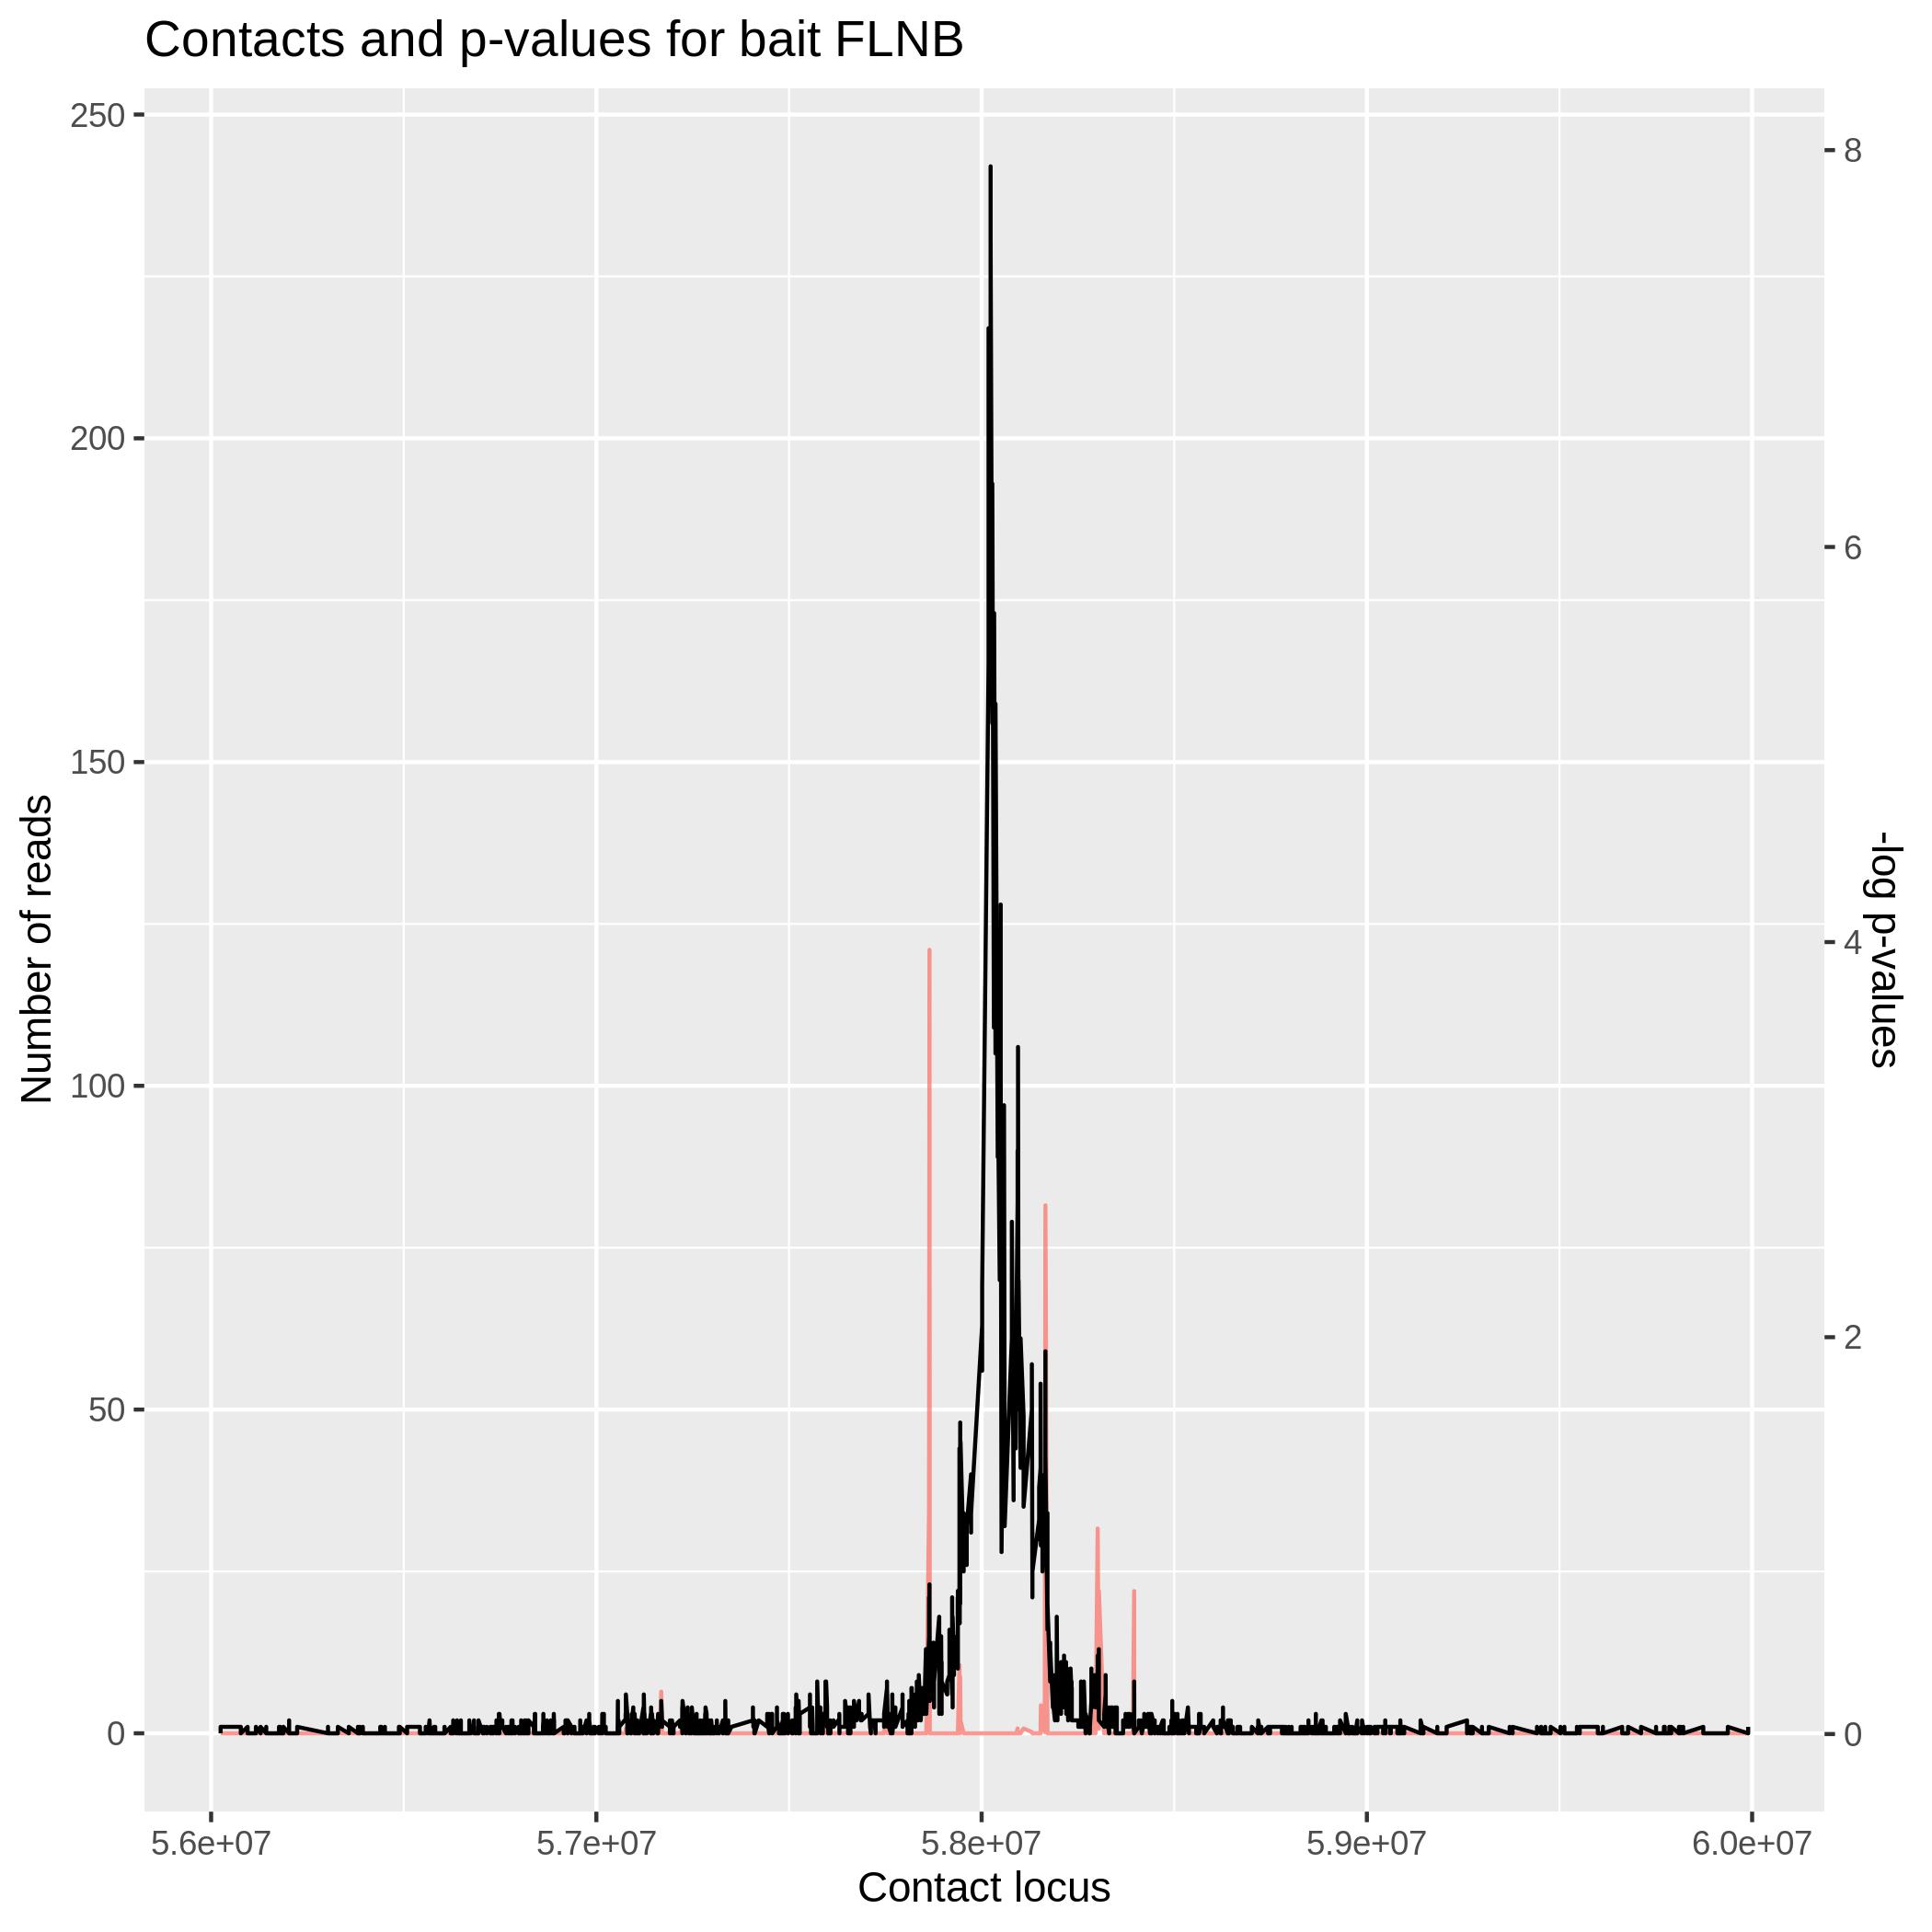 Contacts and p-values for bait FLNB
250
200
150
100
50
0
Number of reads
8
6
4
2
0
-log p-values
5.6e+07 5.7e+07 5.8e+07 5.9e+07 6.0e+07
Contact locus